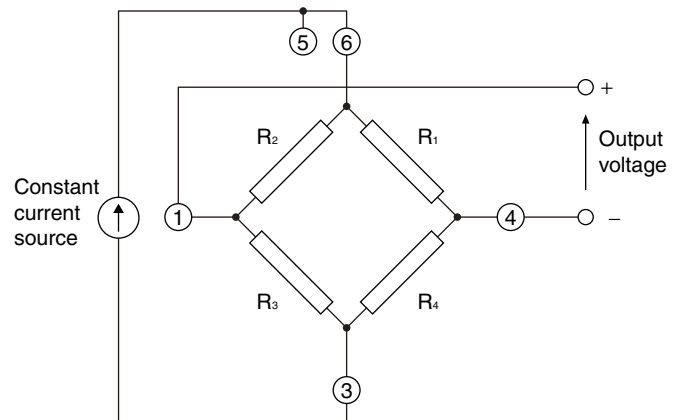 5
6
+
R₂
R₁
Output
voltage
Constant
current
source
1
4
−
R₃
R₄
3